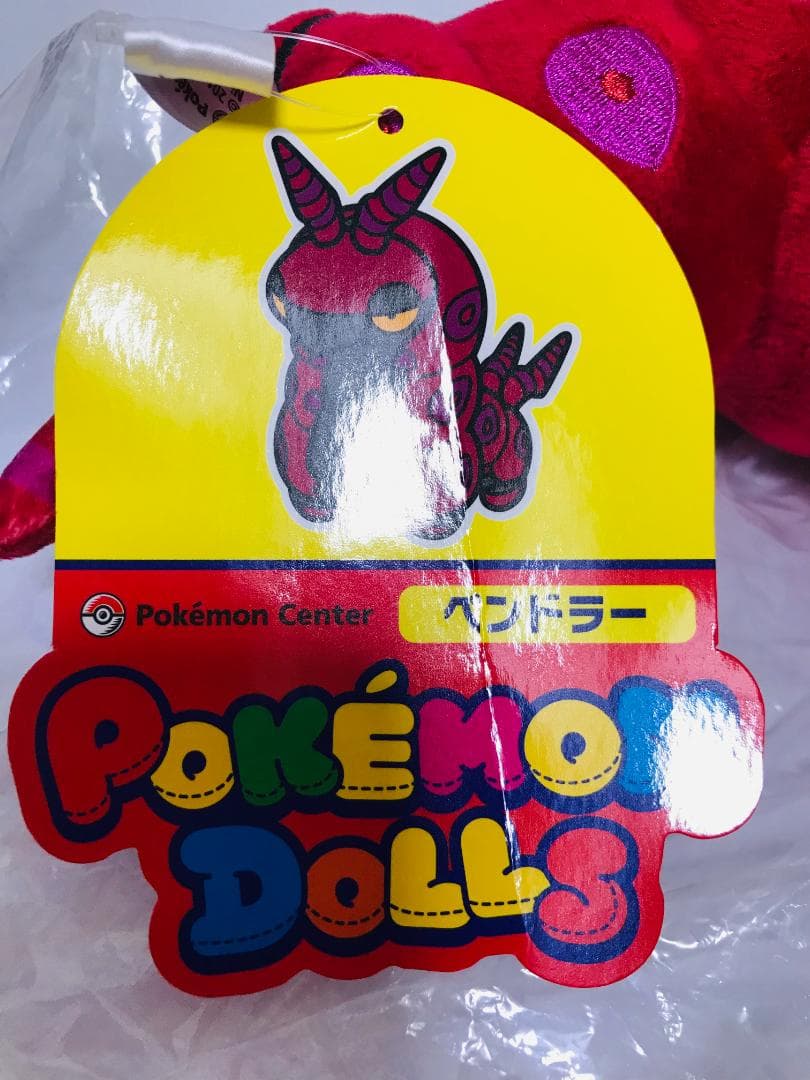 Pokémon Center
ペンドラー
POKÉMON
DOLLS